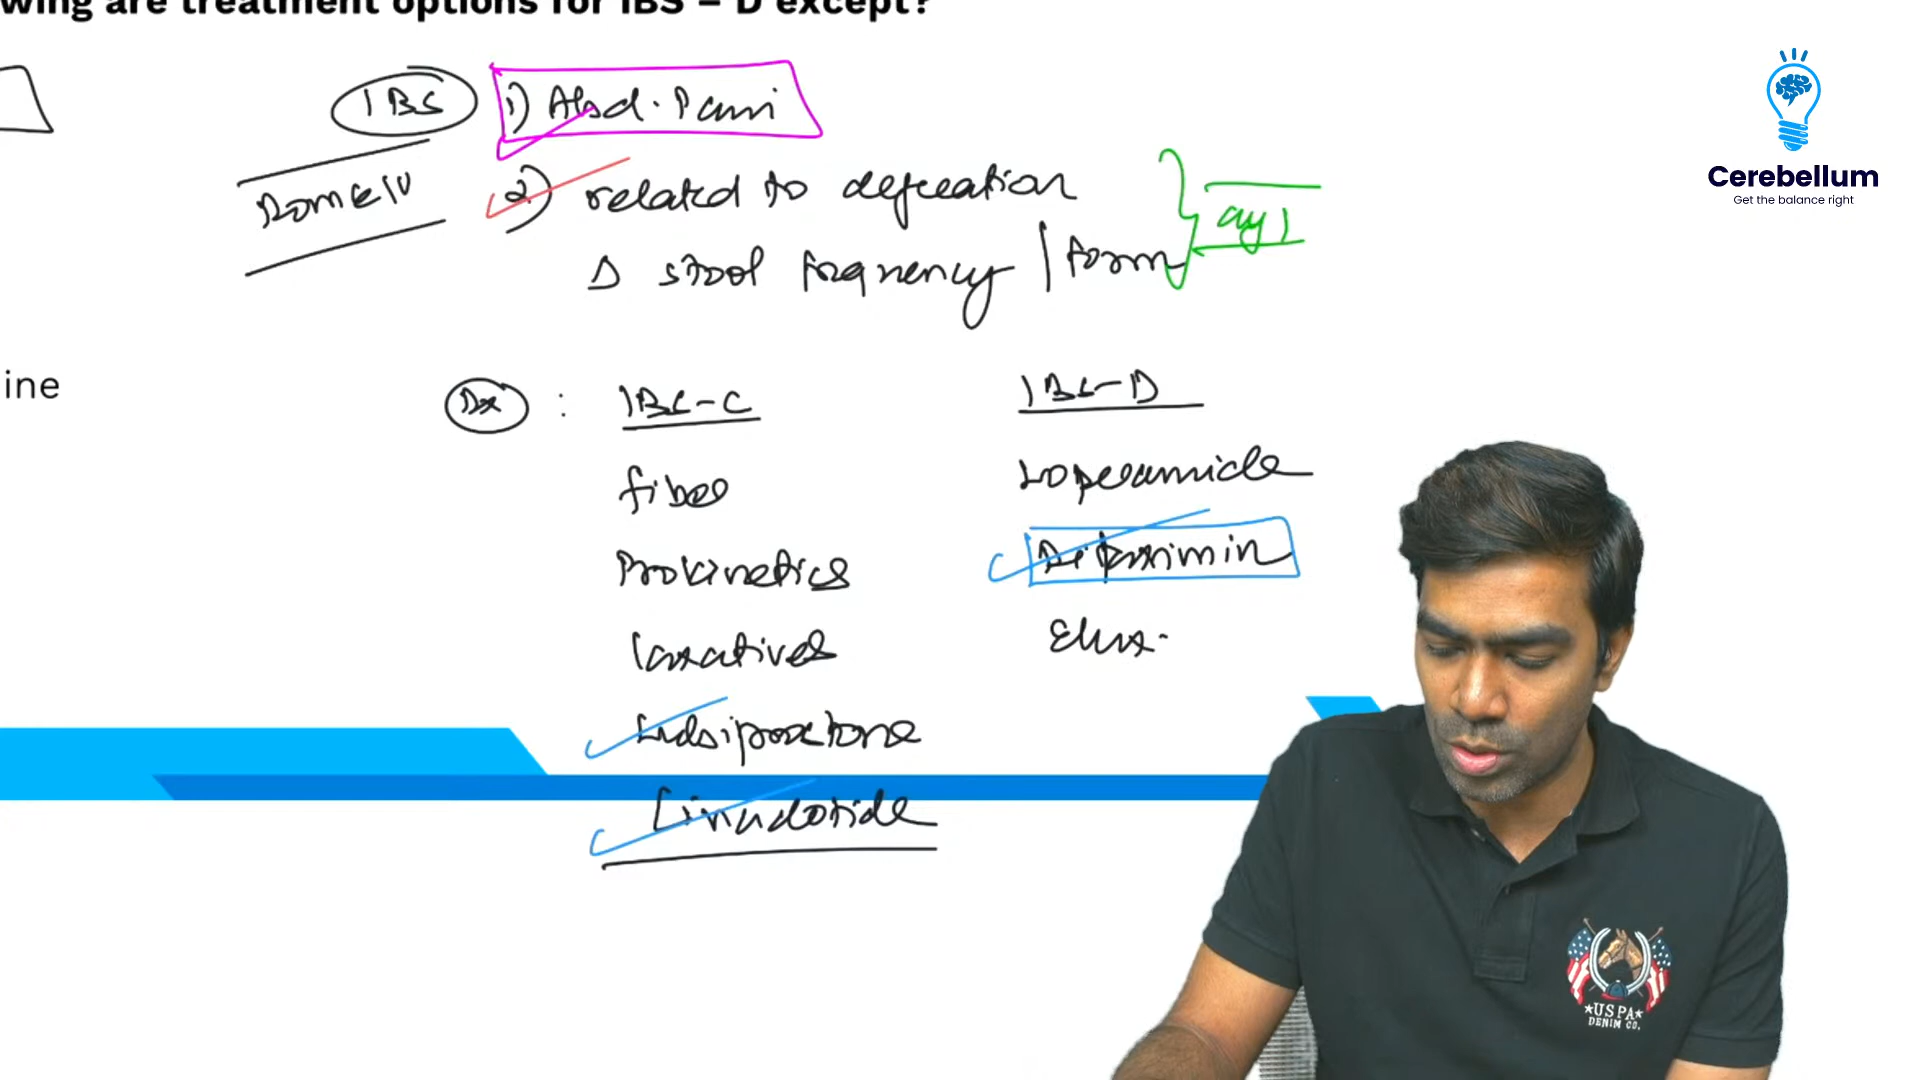 wing are treatment options for IBS – D except?
IBS 1) Abd. Pain
Rome IV 2) related to defecation
Δ stool frequency / form
any 1
ine
Rx : IBS-C IBS-D
fiber Loperamide
Prokinetics Rifaximin
laxatives Elux.
Lubiprostone
Linaclotide
Cerebellum
Get the balance right
USPA
DENIM CO.